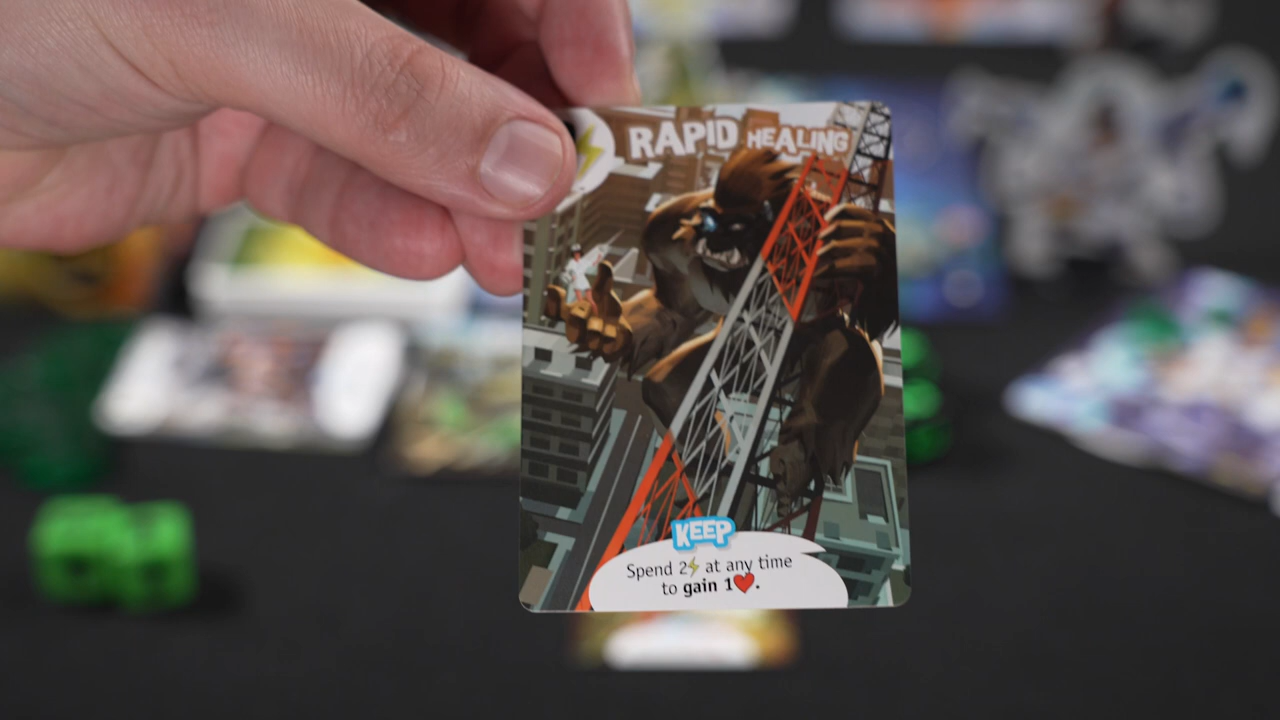 RAPID HEALING
KEEP
Spend 2⚡ at any time
to gain 1❤.